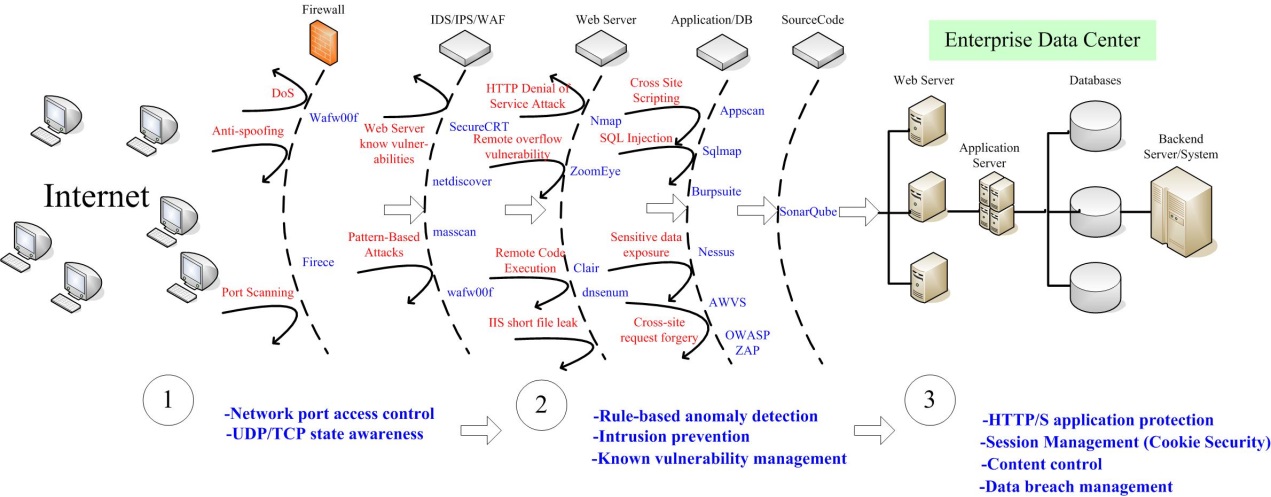 Firewall
IDS/IPS/WAF
Web Server
Application/DB
SourceCode
Enterprise Data Center
DoS
Anti-spoofing
Port Scanning
Internet
Wafw00f
Firece
Web Server
know vulner-
abilities
Pattern-Based
Attacks
SecureCRT
netdiscover
masscan
wafw00f
HTTP Denial of
Service Attack
Remote overflow
vulnerability
Remote Code
Execution
IIS short file leak
Nmap
ZoomEye
Clair
dnsenum
Cross Site
Scripting
SQL Injection
Sensitive data
exposure
Cross-site
request forgery
Appscan
Sqlmap
Burpsuite
Nessus
AWVS
OWASP
ZAP
SonarQube
Web Server
Application
Server
Databases
Backend
Server/System
1
-Network port access control
-UDP/TCP state awareness
2
-Rule-based anomaly detection
-Intrusion prevention
-Known vulnerability management
3
-HTTP/S application protection
-Session Management (Cookie Security)
-Content control
-Data breach management